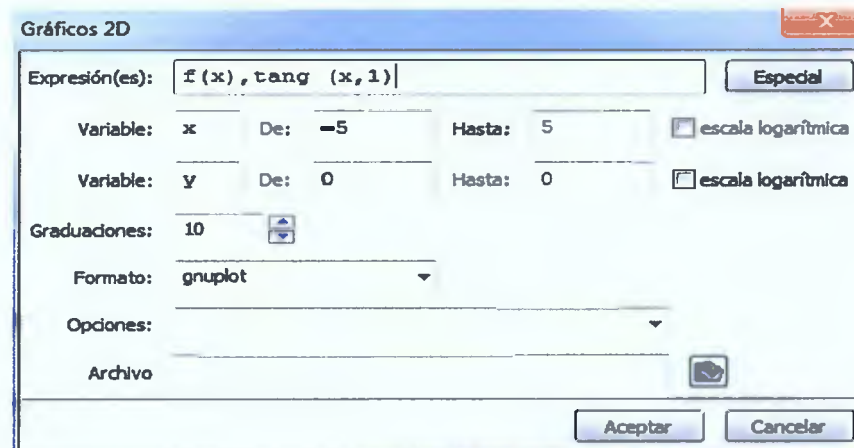 Gráficos 2D
Expresión(es): f(x),tang (x,1) Especial
Variable: x De: -5 Hasta: 5 escala logarítmica
Variable: y De: 0 Hasta: 0 escala logarítmica
Graduaciones: 10
Formato: gnuplot
Opciones:
Archivo
Aceptar Cancelar